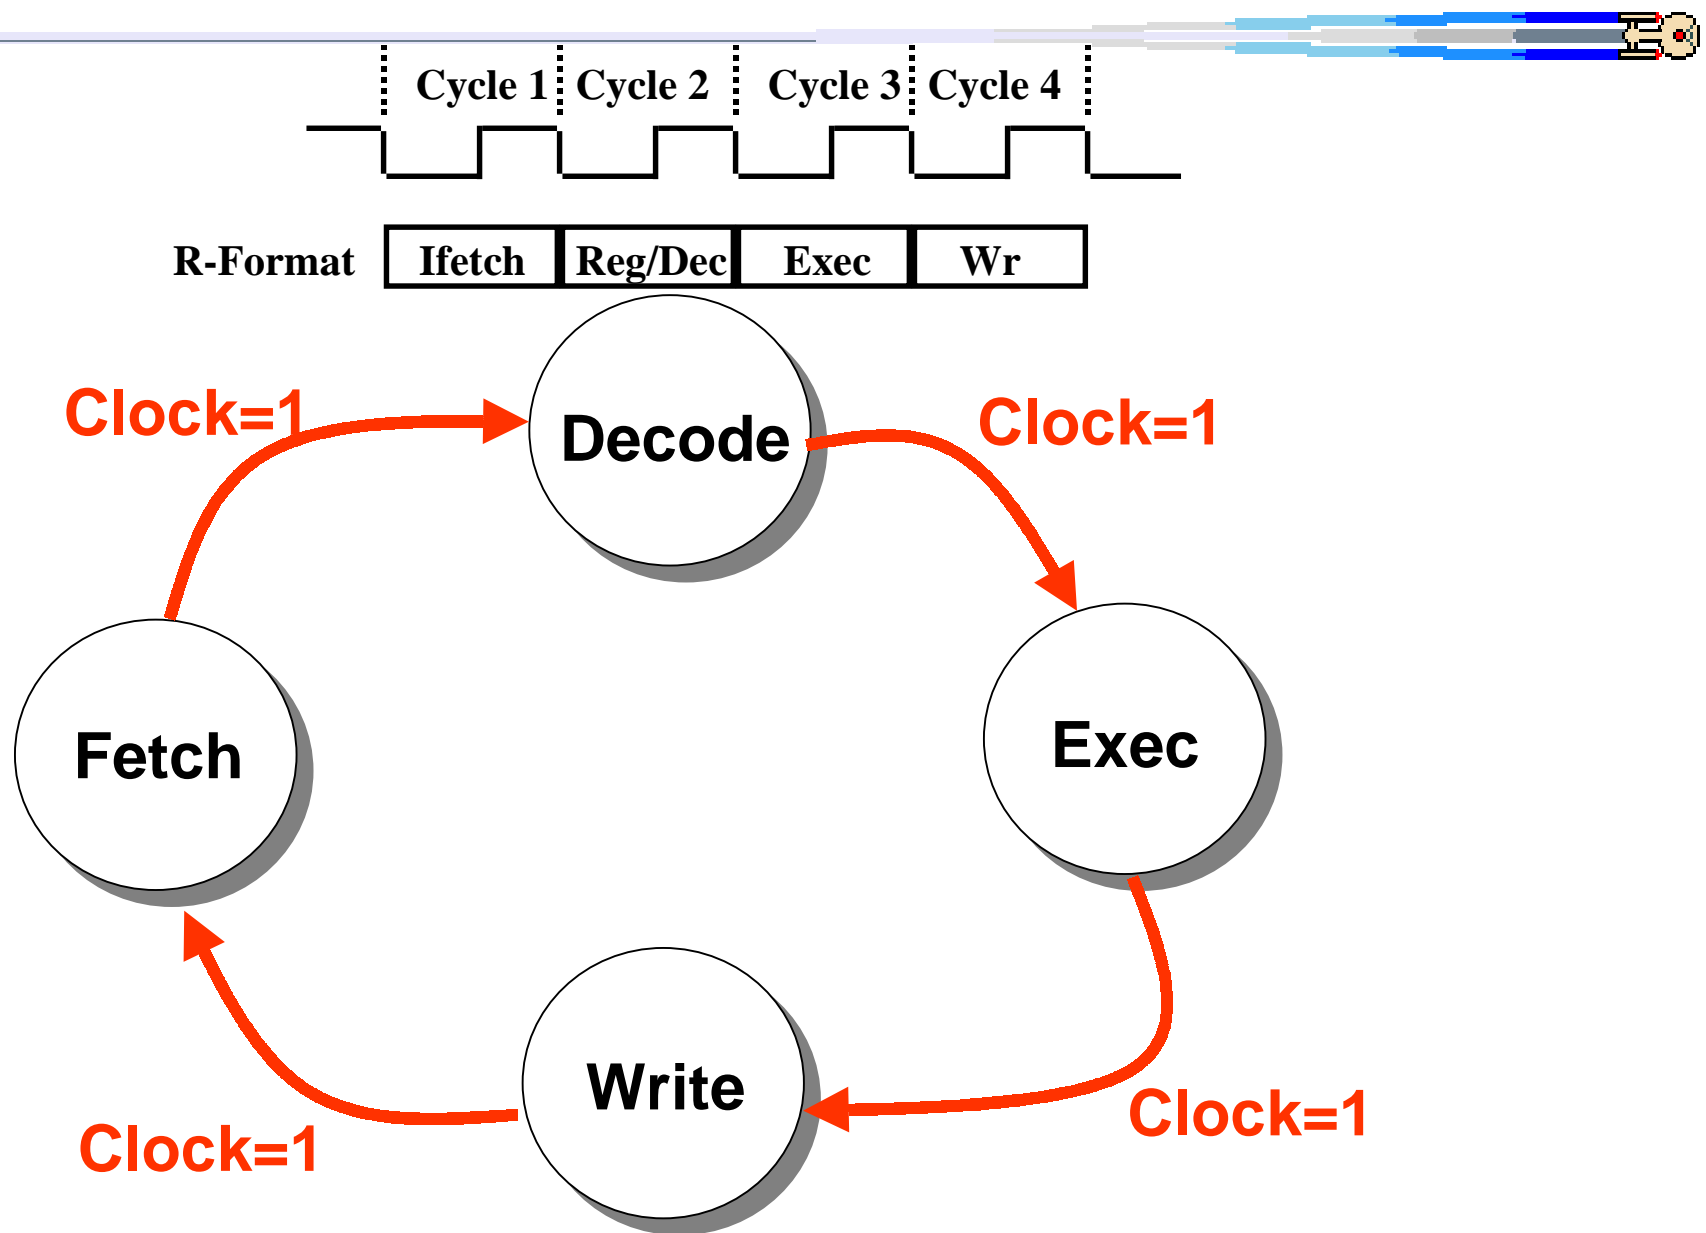 Cycle 1 Cycle 2 Cycle 3 Cycle 4
R-Format Ifetch Reg/Dec Exec Wr
Clock=1 Decode Clock=1
Fetch Exec
Write
Clock=1 Clock=1